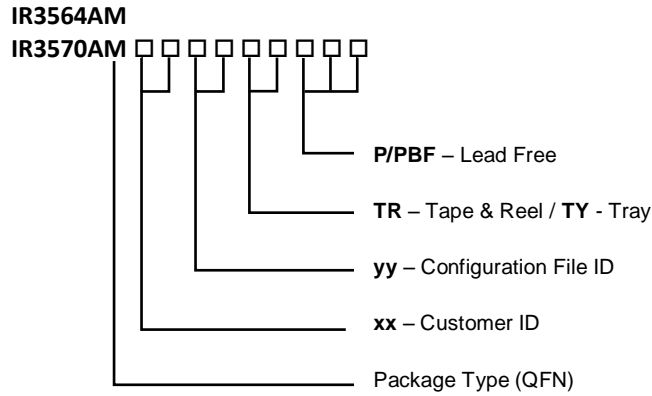 IR3564AM
IR3570AM □ □ □ □ □ □ □ □ □
P/PBF – Lead Free
TR – Tape & Reel / TY - Tray
yy – Configuration File ID
xx – Customer ID
Package Type (QFN)